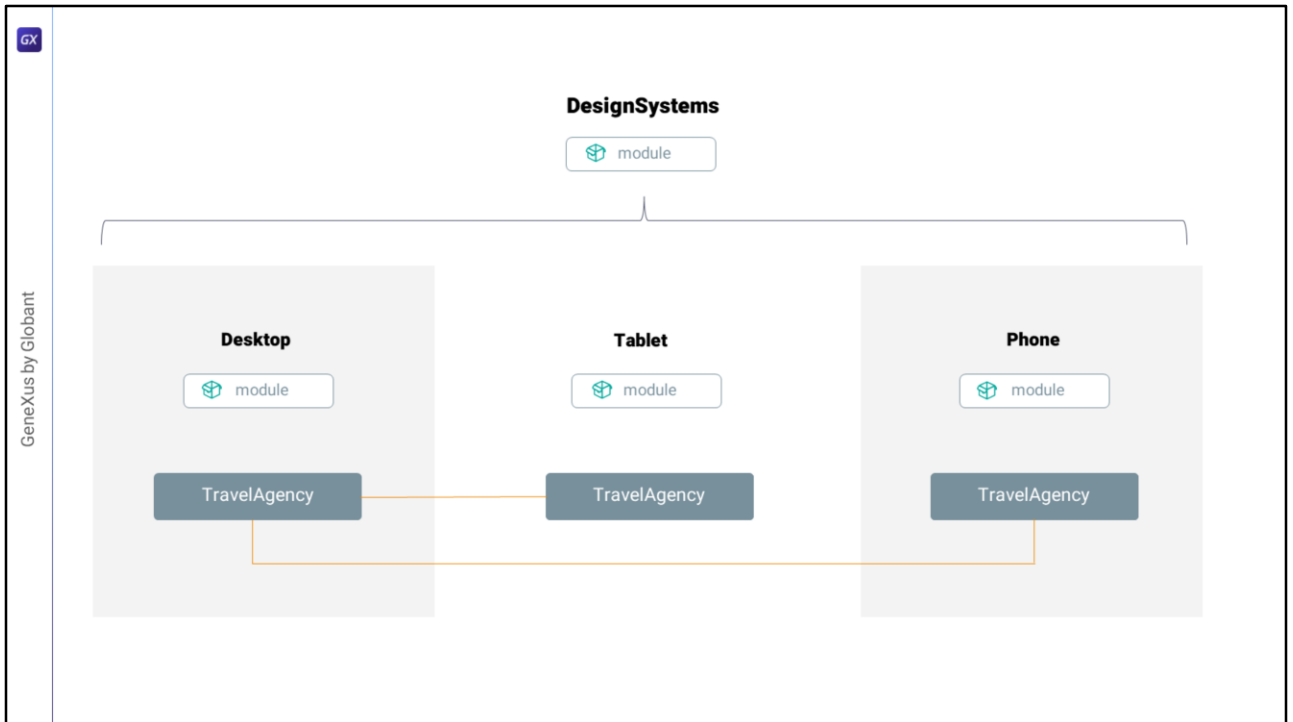 GX
GeneXus by Globant
DesignSystems
module
Desktop
module
TravelAgency
Tablet
module
TravelAgency
Phone
module
TravelAgency